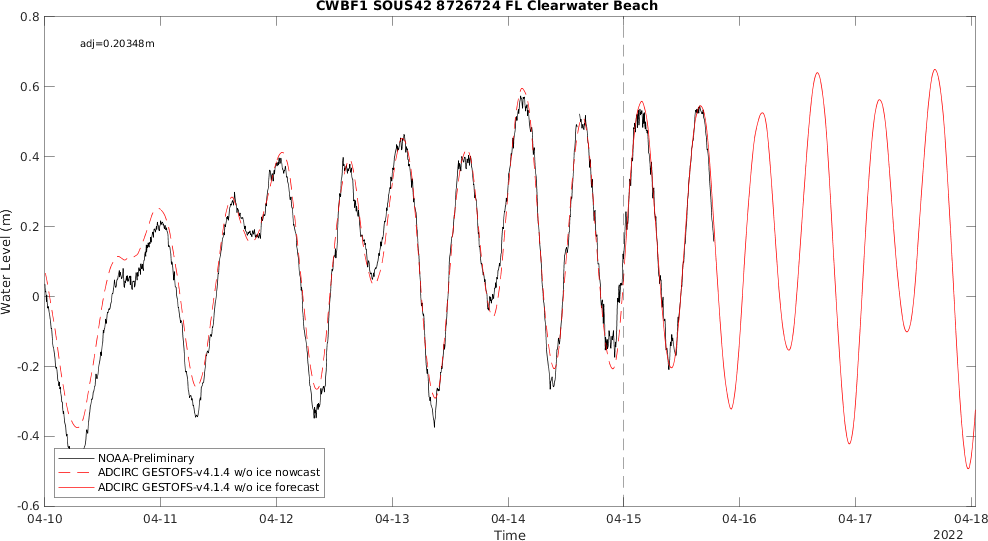 CWBF1 SOUS42 8726724 FL Clearwater Beach
adj=0.20348m
0.8
0.6
0.4
0.2
0
-0.2
-0.4
-0.6
Water Level (m)
NOAA-Preliminary
ADCIRC GESTOFS-v4.1.4 w/o ice nowcast
ADCIRC GESTOFS-v4.1.4 w/o ice forecast
04-10 04-11 04-12 04-13 04-14 04-15 04-16 04-17 04-18
Time
2022